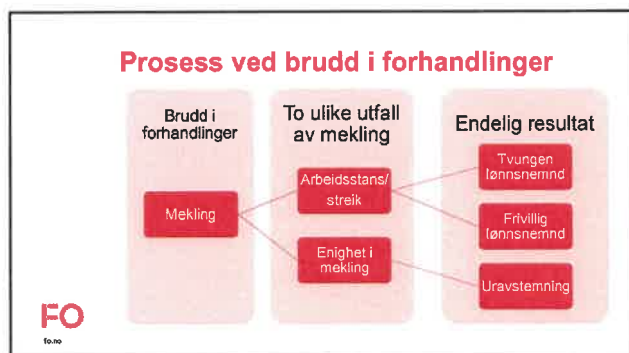 Prosess ved brudd i forhandlinger
Brudd i
forhandlinger
Mekling
To ulike utfall
av mekling
Arbeidsstans/
streik
Enighet i
mekling
Endelig resultat
Tvungen
lønnsnemnd
Frivillig
lønnsnemnd
Uravstemning
FO
fo.no